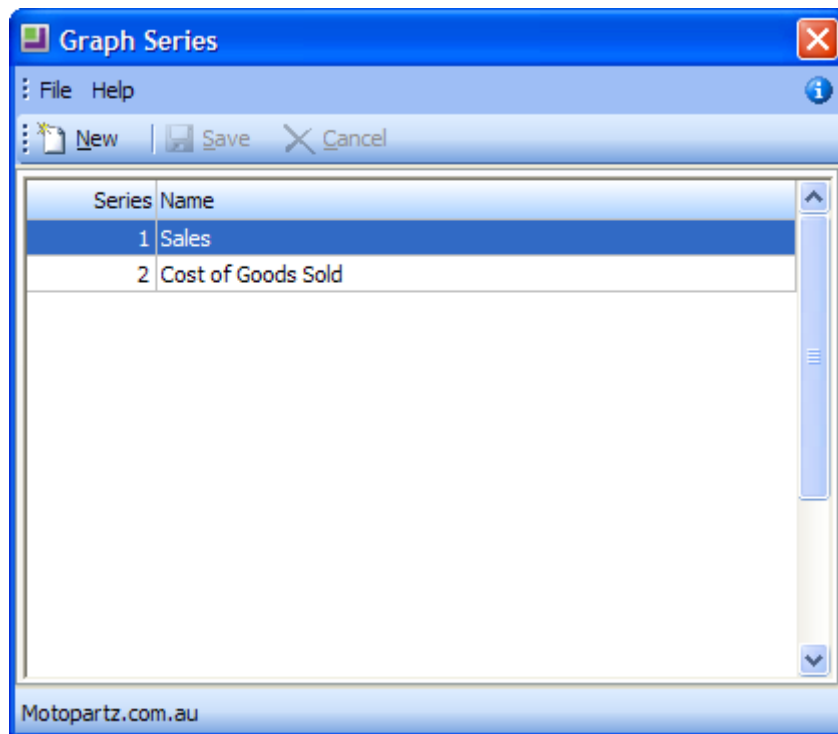 Graph Series
File Help
New Save Cancel
Series Name
1 Sales
2 Cost of Goods Sold
Motopartz.com.au